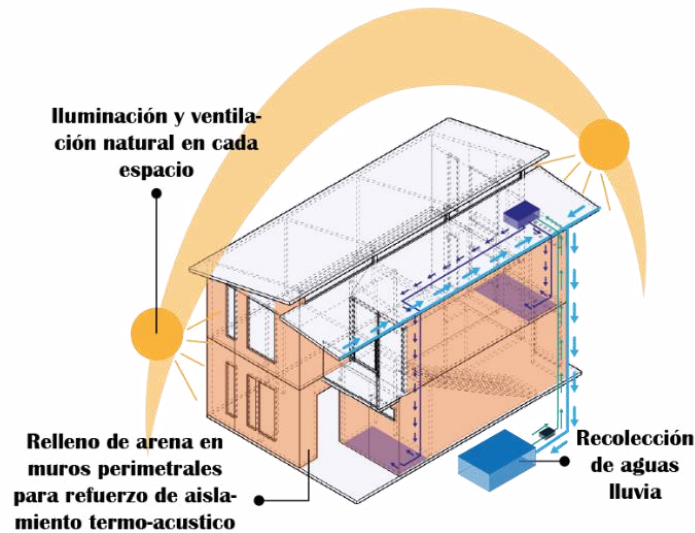 Iluminación y ventila-
ción natural en cada
espacio
Relleno de arena en
muros perimetrales
para refuerzo de aisla-
miento termo-acustico
Recolección
de aguas
lluvia